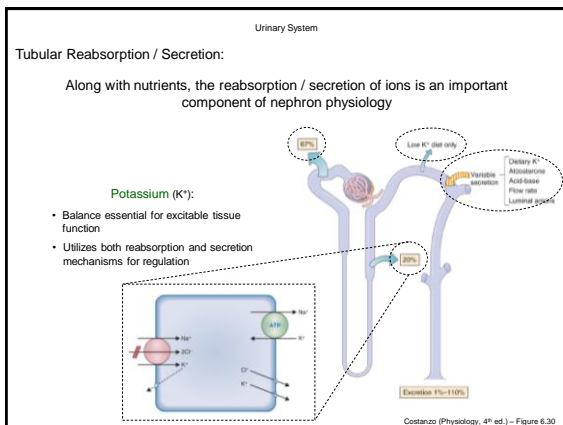 Urinary System
Tubular Reabsorption / Secretion:
Along with nutrients, the reabsorption / secretion of ions is an important
component of nephron physiology
67%
Low K⁺ diet only
Variable
secretion
Dietary K⁺
Aldosterone
Acid-base
Flow rate
Luminal anions
Potassium (K⁺):
• Balance essential for excitable tissue
function
• Utilizes both reabsorption and secretion
mechanisms for regulation
20%
Na⁺
ATP
K⁺
Na⁺
2Cl⁻
K⁺
Cl⁻
K⁺
Excretion 1%–110%
Costanzo (Physiology, 4th ed.) – Figure 6.30